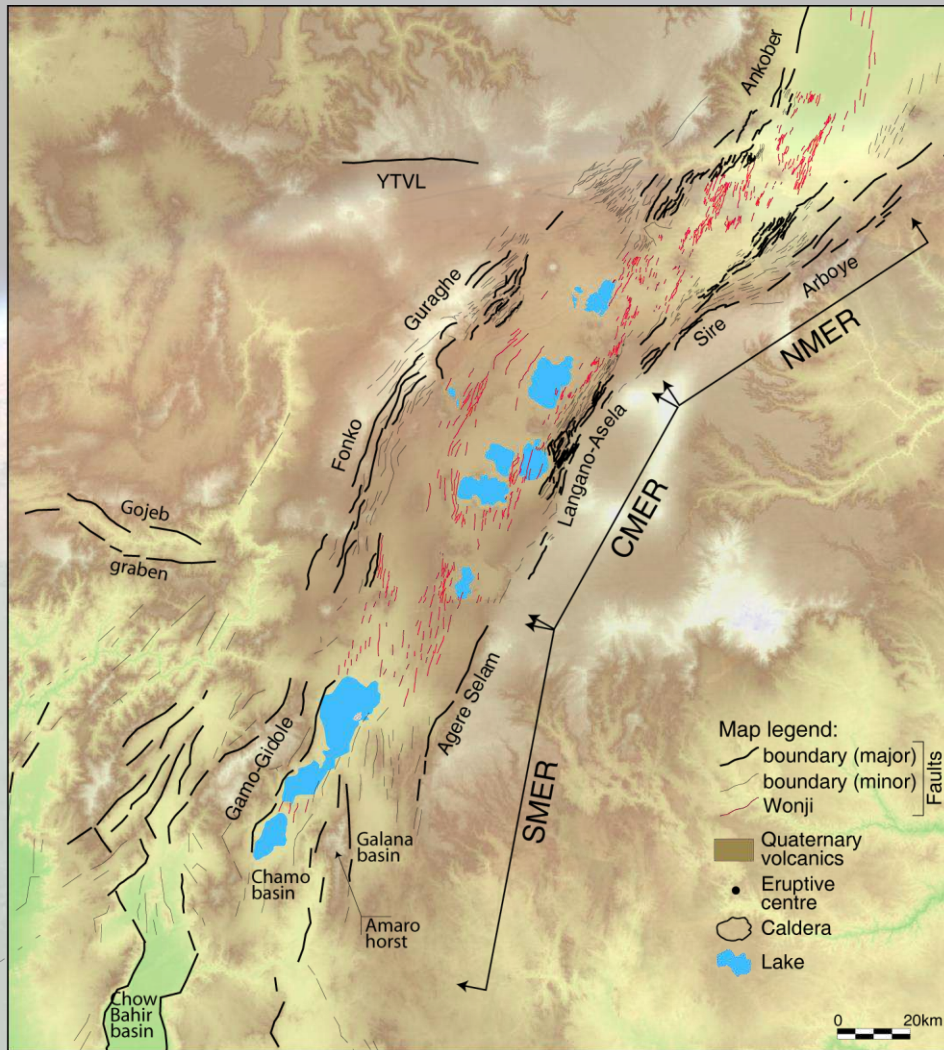 Ankober
YTVL
Guraghe
Arboye
Sire
NMER
Fonko
Langano-Asela
CMER
Gojeb
graben
Agere Selam
Gamo-Gidole
SMER
Galana
basin
Chamo
basin
Amaro
horst
Chow
Bahir
basin
Map legend:
boundary (major)
boundary (minor)
Wonji
Faults
Quaternary
volcanics
Eruptive
centre
Caldera
Lake
0 20km